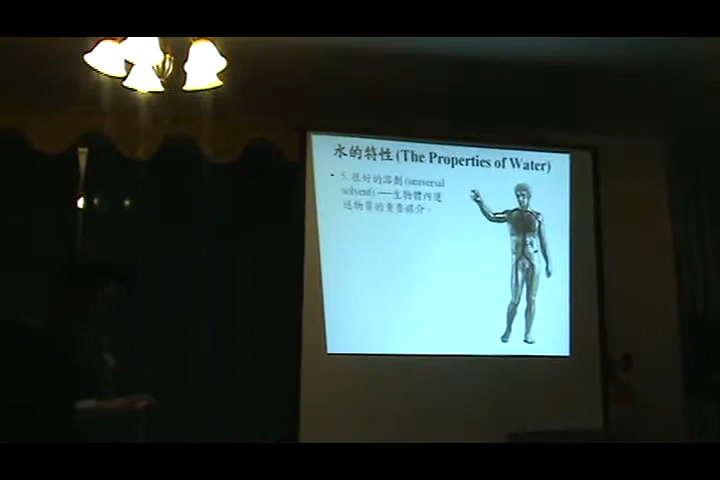 水的特性 (The Properties of Water)
• 5. 很好的溶劑 (universal
solvent) ──生物體內運
送物質的重要媒介。